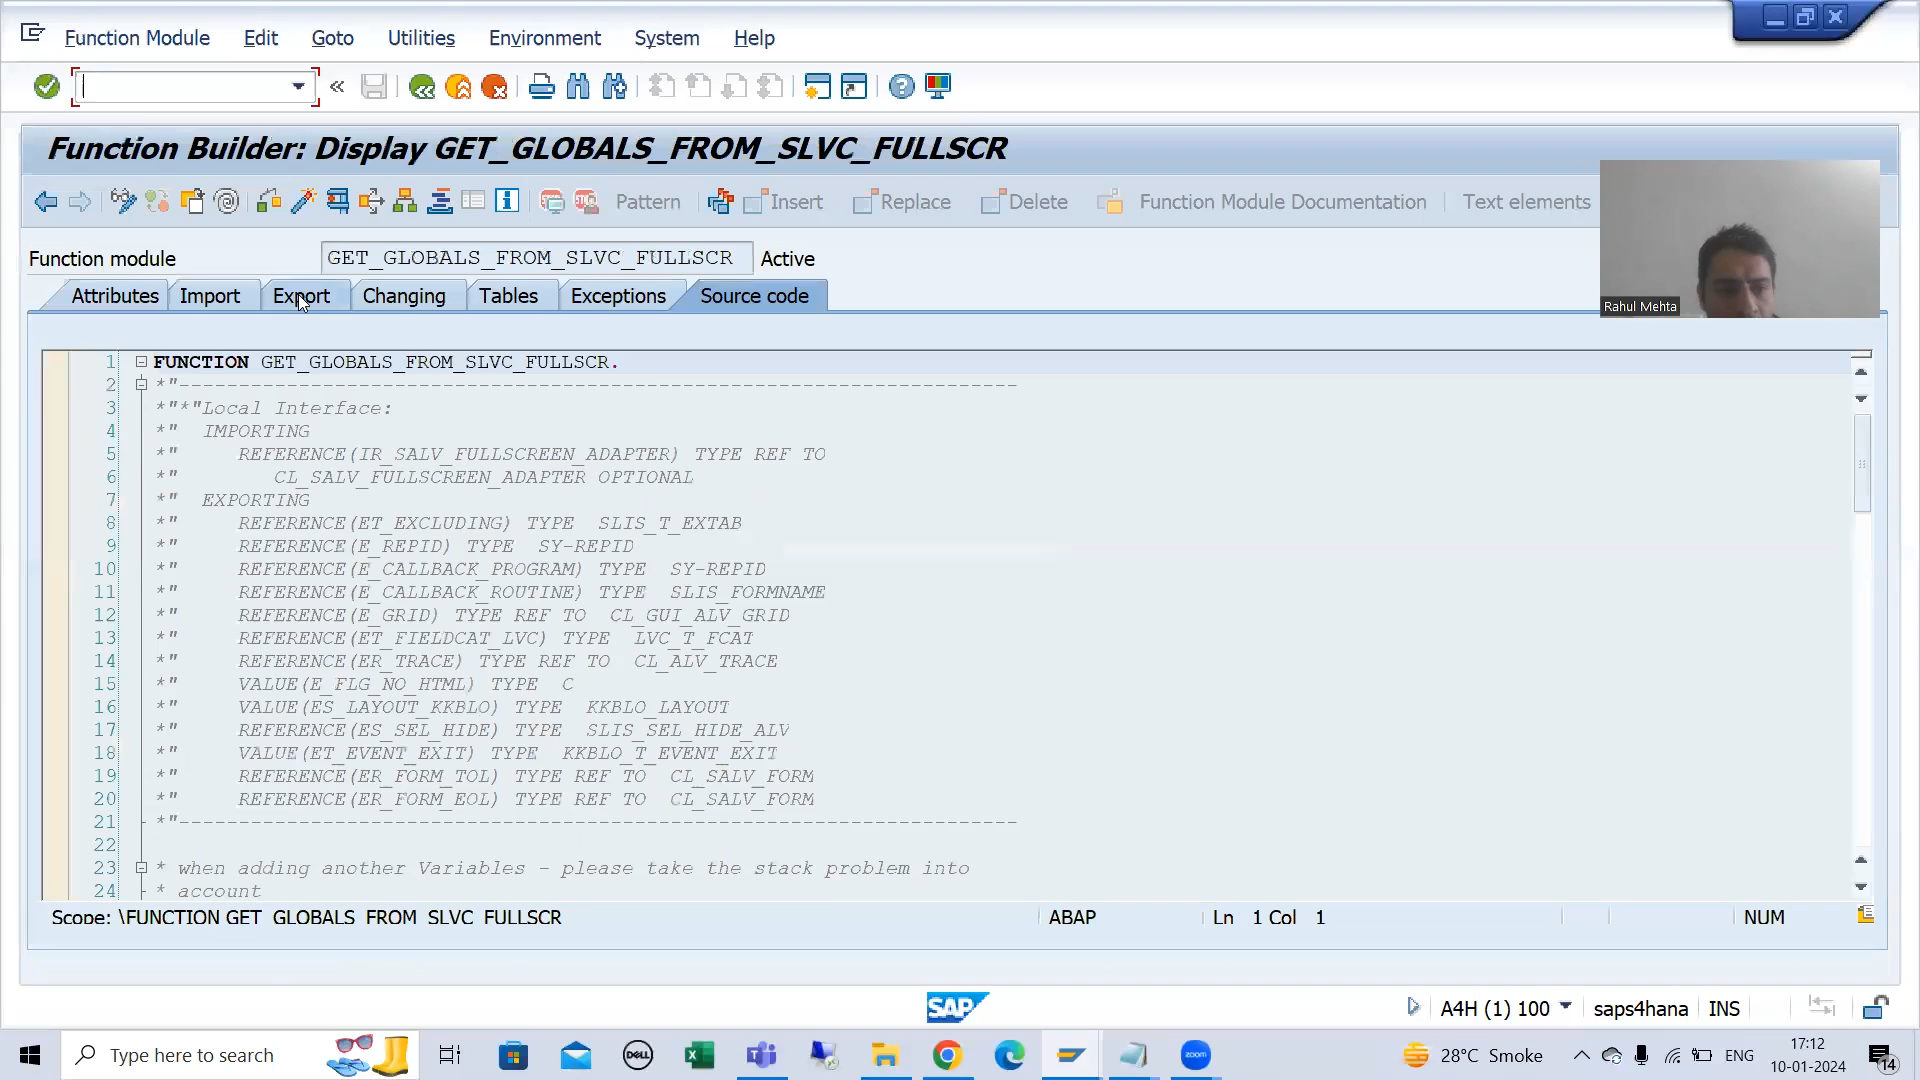 Function Module Edit Goto Utilities Environment System Help
Function Builder: Display GET_GLOBALS_FROM_SLVC_FULLSCR
Pattern Insert Replace Delete Function Module Documentation Text elements
Function module GET_GLOBALS_FROM_SLVC_FULLSCR Active
Attributes Import Export Changing Tables Exceptions Source code
Rahul Mehta
1 FUNCTION GET_GLOBALS_FROM_SLVC_FULLSCR.
2 *"----------------------------------------------------------------------
3 *"*"Local Interface:
4 *" IMPORTING
5 *" REFERENCE(IR_SALV_FULLSCREEN_ADAPTER) TYPE REF TO
6 *" CL_SALV_FULLSCREEN_ADAPTER OPTIONAL
7 *" EXPORTING
8 *" REFERENCE(ET_EXCLUDING) TYPE SLIS_T_EXTAB
9 *" REFERENCE(E_REPID) TYPE SY-REPID
10 *" REFERENCE(E_CALLBACK_PROGRAM) TYPE SY-REPID
11 *" REFERENCE(E_CALLBACK_ROUTINE) TYPE SLIS_FORMNAME
12 *" REFERENCE(E_GRID) TYPE REF TO CL_GUI_ALV_GRID
13 *" REFERENCE(ET_FIELDCAT_LVC) TYPE LVC_T_FCAT
14 *" REFERENCE(ER_TRACE) TYPE REF TO CL_ALV_TRACE
15 *" VALUE(E_FLG_NO_HTML) TYPE C
16 *" VALUE(ES_LAYOUT_KKBLO) TYPE KKBLO_LAYOUT
17 *" REFERENCE(ES_SEL_HIDE) TYPE SLIS_SEL_HIDE_ALV
18 *" VALUE(ET_EVENT_EXIT) TYPE KKBLO_T_EVENT_EXIT
19 *" REFERENCE(ER_FORM_TOL) TYPE REF TO CL_SALV_FORM
20 *" REFERENCE(ER_FORM_EOL) TYPE REF TO CL_SALV_FORM
21 *"----------------------------------------------------------------------
22
23 * when adding another Variables - please take the stack problem into
24 * account
Scope: \FUNCTION GET_GLOBALS_FROM_SLVC_FULLSCR ABAP Ln 1 Col 1 NUM
SAP A4H (1) 100 saps4hana INS
Type here to search DELL zoom 28°C Smoke ENG 17:12
10-01-2024 14